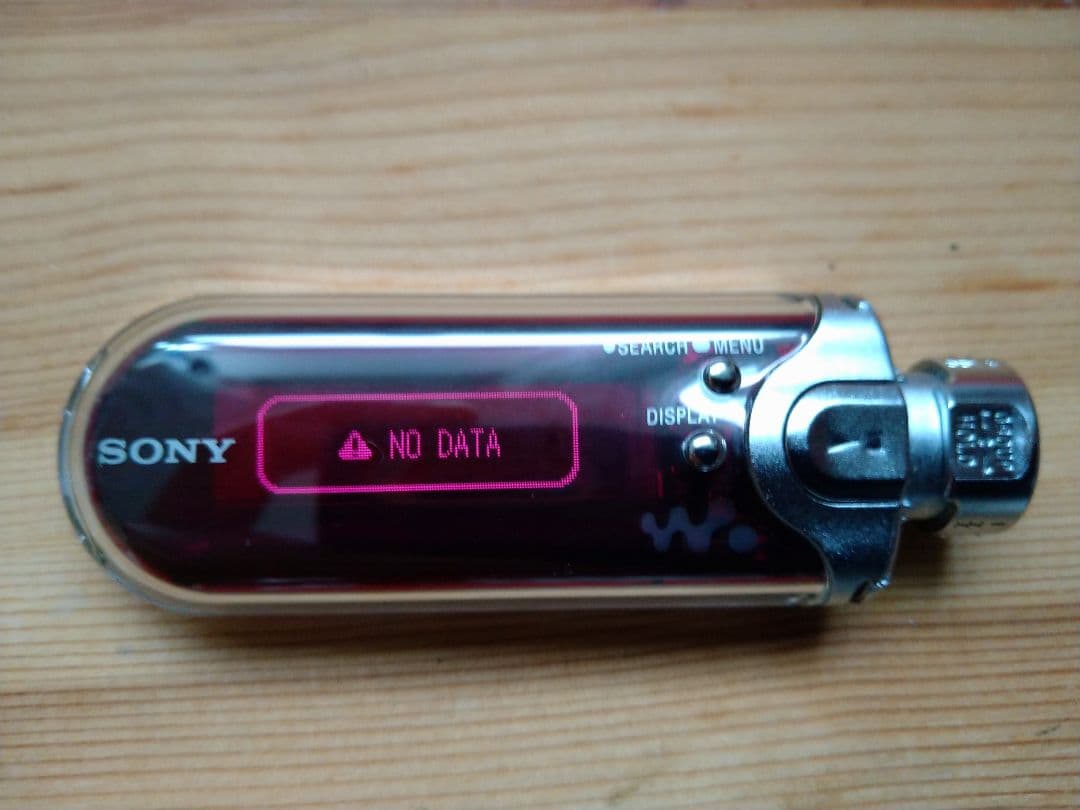 SEARCH MENU
DISPLAY
SONY
NO DATA